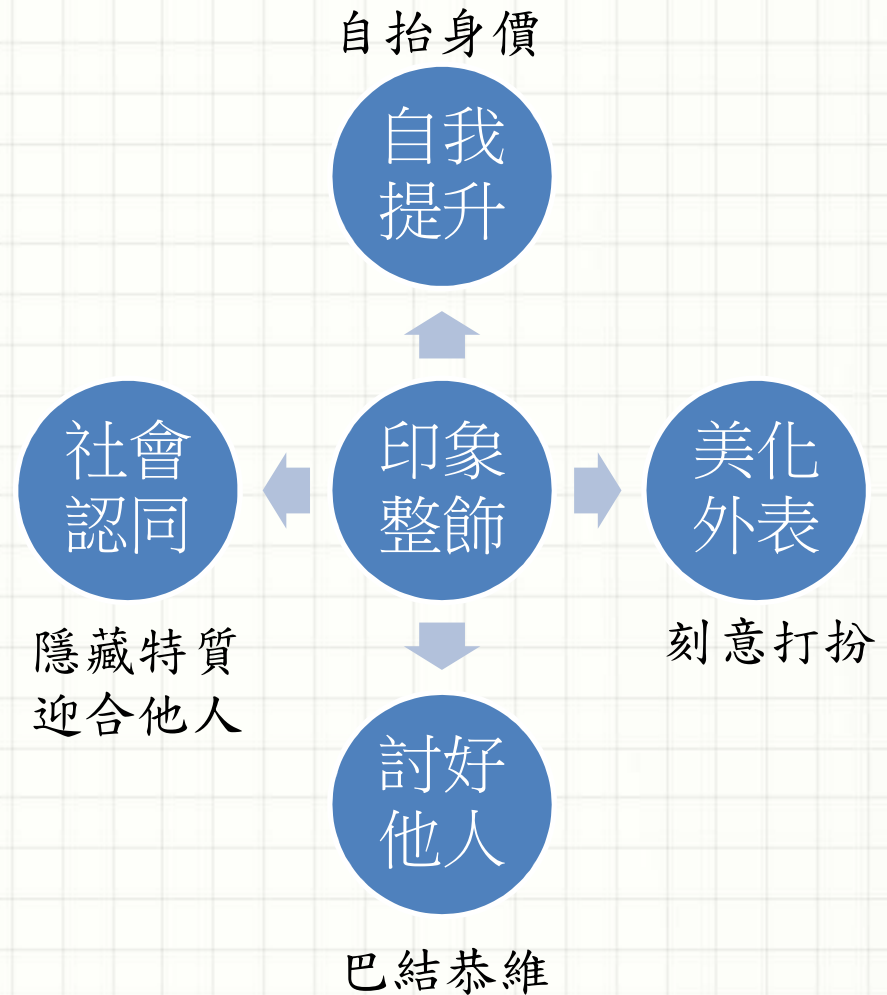 自抬身價
自我
提升
社會
認同
印象
整飾
美化
外表
隱藏特質
迎合他人
刻意打扮
討好
他人
巴結恭維